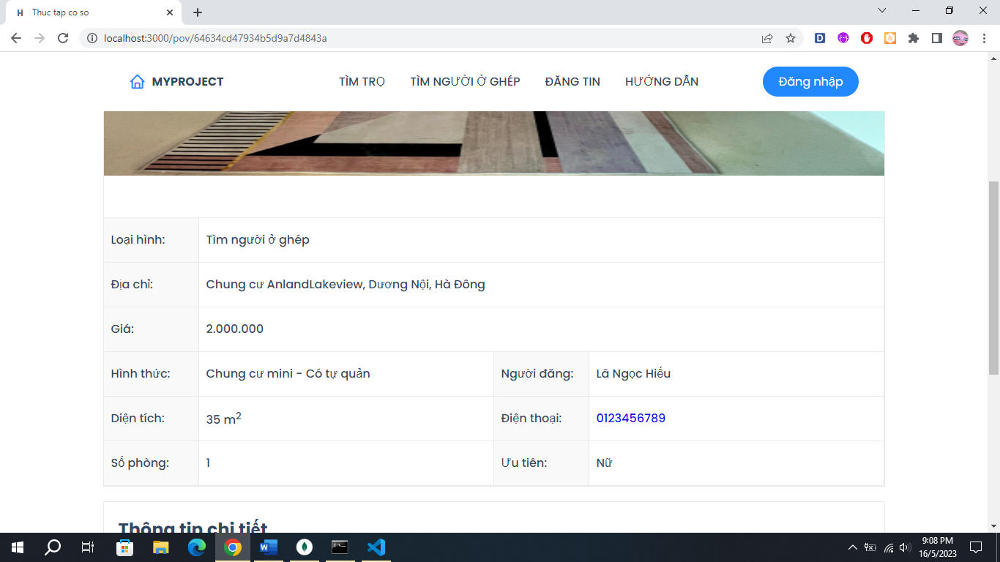 Thuc tap co so
localhost:3000/pov/64634cd47934b5d9a7d4843a
MYPROJECT TÌM TRỌ TÌM NGƯỜI Ở GHÉP ĐĂNG TIN HƯỚNG DẪN Đăng nhập
Loại hình: Tìm người ở ghép
Địa chỉ: Chung cư AnlandLakeview, Dương Nội, Hà Đông
Giá: 2.000.000
Hình thức: Chung cư mini - Có tự quản Người đăng: Lã Ngọc Hiếu
Diện tích: 35 m² Điện thoại: 0123456789
Số phòng: 1 Ưu tiên: Nữ
Thông tin chi tiết
9:08 PM
16/5/2023